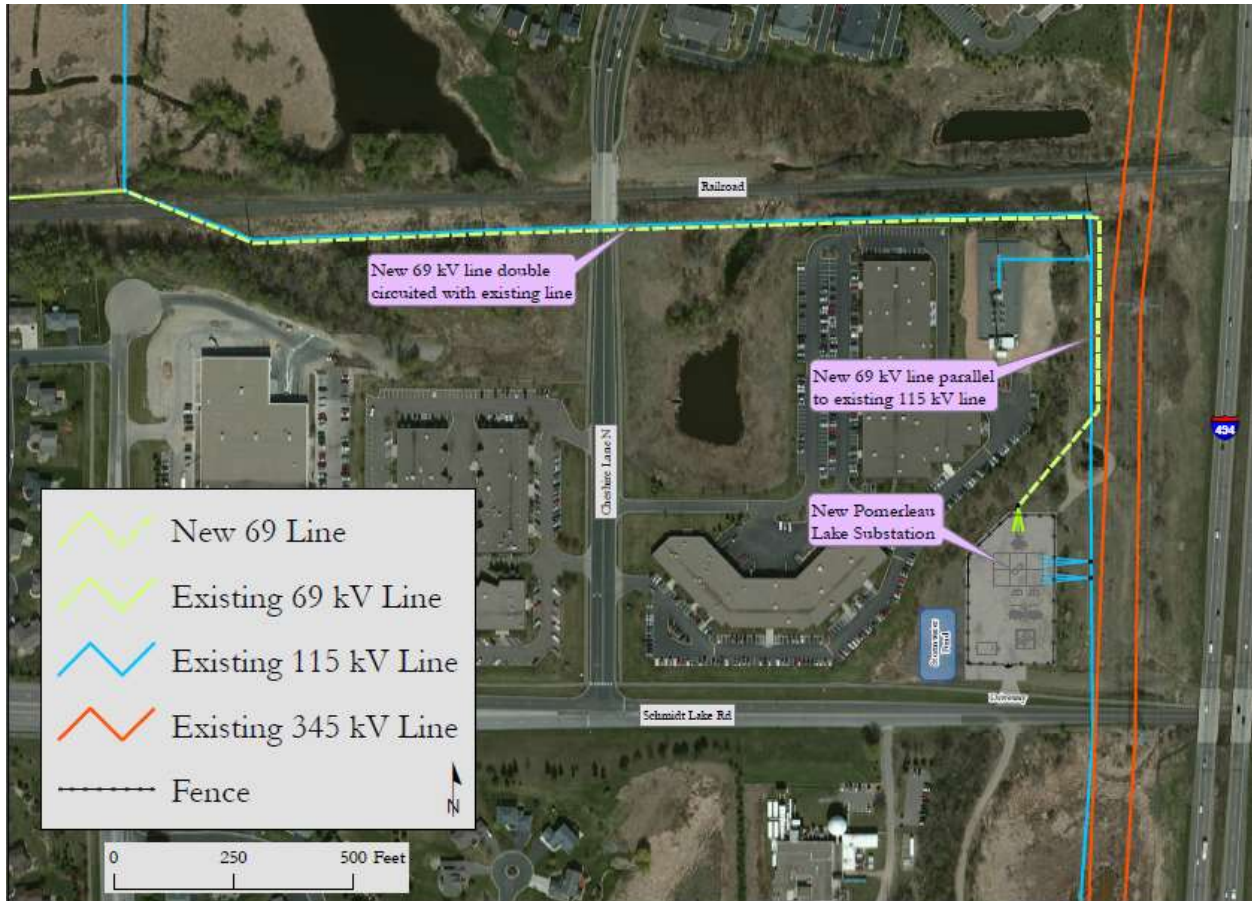 Railroad
New 69 kV line double
circuited with existing line
Cheshire Lane N
New 69 kV line parallel
to existing 115 kV line
494
New Pomerleau
Lake Substation
Stormwater
Pond
Driveway
Schmidt Lake Rd
New 69 Line
Existing 69 kV Line
Existing 115 kV Line
Existing 345 kV Line
Fence
N
0 250 500 Feet